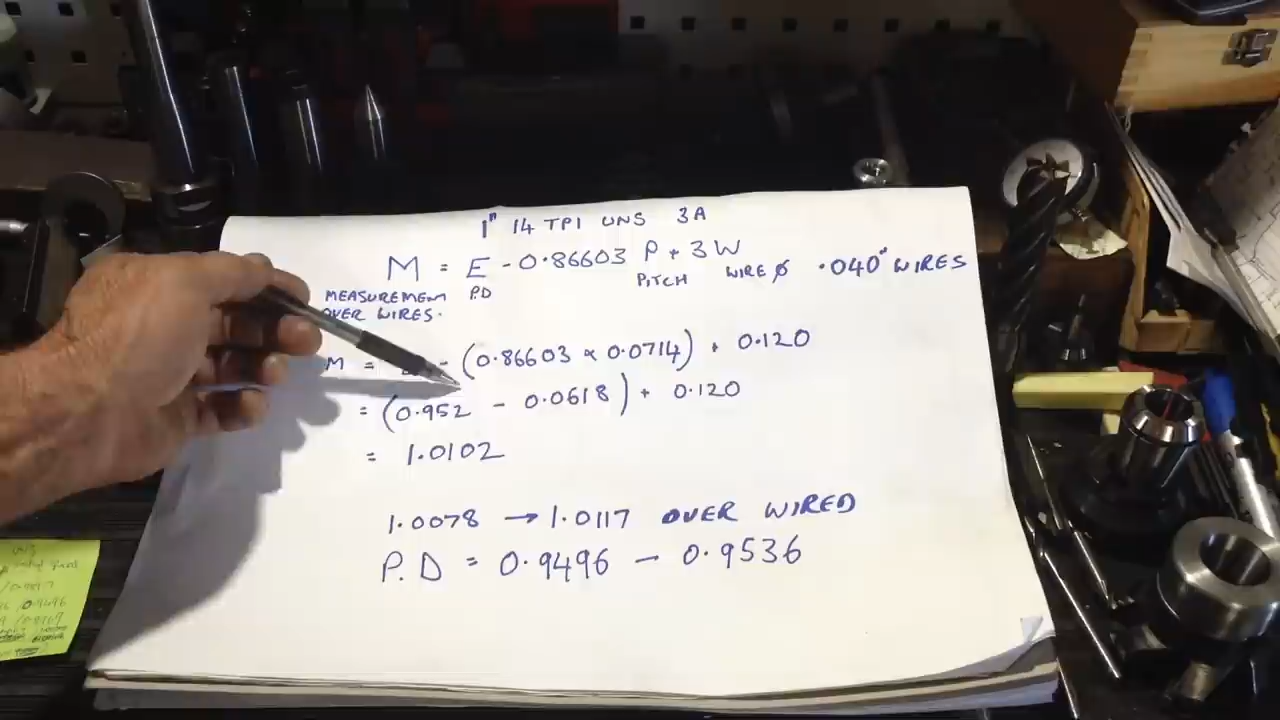 1" 14 TPI UNS 3A
M = E - 0.86603 P + 3W
MEASUREMEN P.D PITCH WIRE Ø .040" WIRES
OVER WIRES.
M = - (0.86603 × 0.0714) + 0.120
= (0.952 - 0.0618) + 0.120
= 1.0102
1.0078 → 1.0117 OVER WIRED
P.D = 0.9496 - 0.9536